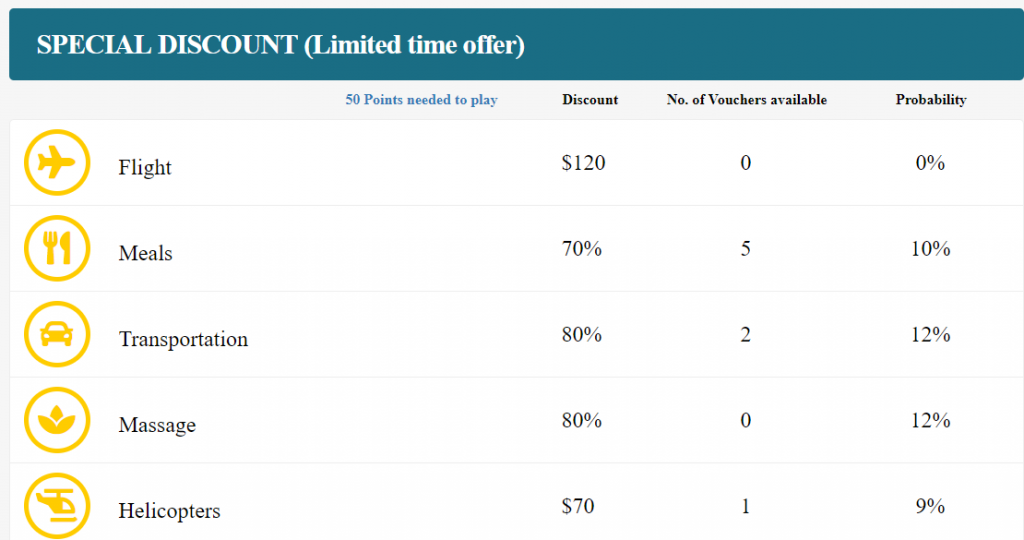 SPECIAL DISCOUNT (Limited time offer)
50 Points needed to play Discount No. of Vouchers available Probability
Flight $120 0 0%
Meals 70% 5 10%
Transportation 80% 2 12%
Massage 80% 0 12%
Helicopters $70 1 9%